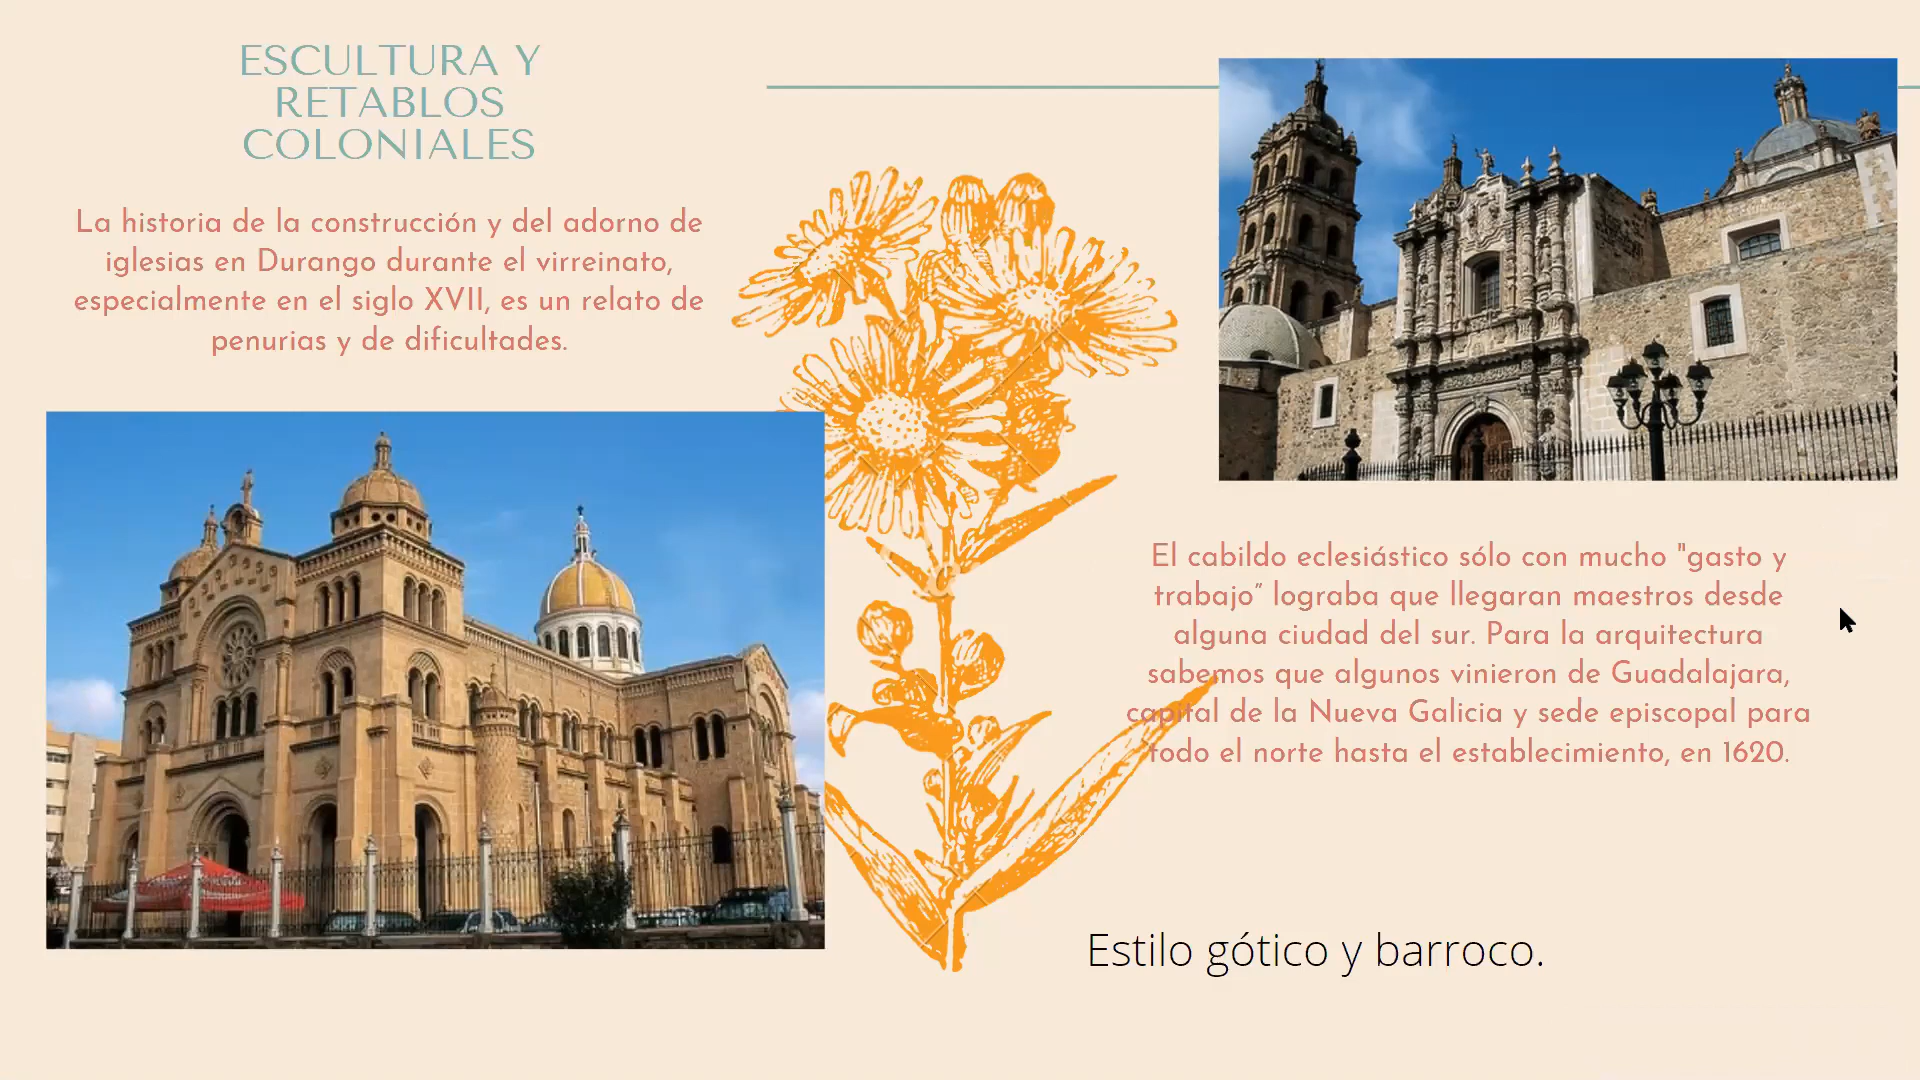 ESCULTURA Y
RETABLOS
COLONIALES
La historia de la construcción y del adorno de
iglesias en Durango durante el virreinato,
especialmente en el siglo XVII, es un relato de
penurias y de dificultades.
El cabildo eclesiástico sólo con mucho "gasto y
trabajo” lograba que llegaran maestros desde
alguna ciudad del sur. Para la arquitectura
sabemos que algunos vinieron de Guadalajara,
capital de la Nueva Galicia y sede episcopal para
todo el norte hasta el establecimiento, en 1620.
Estilo gótico y barroco.